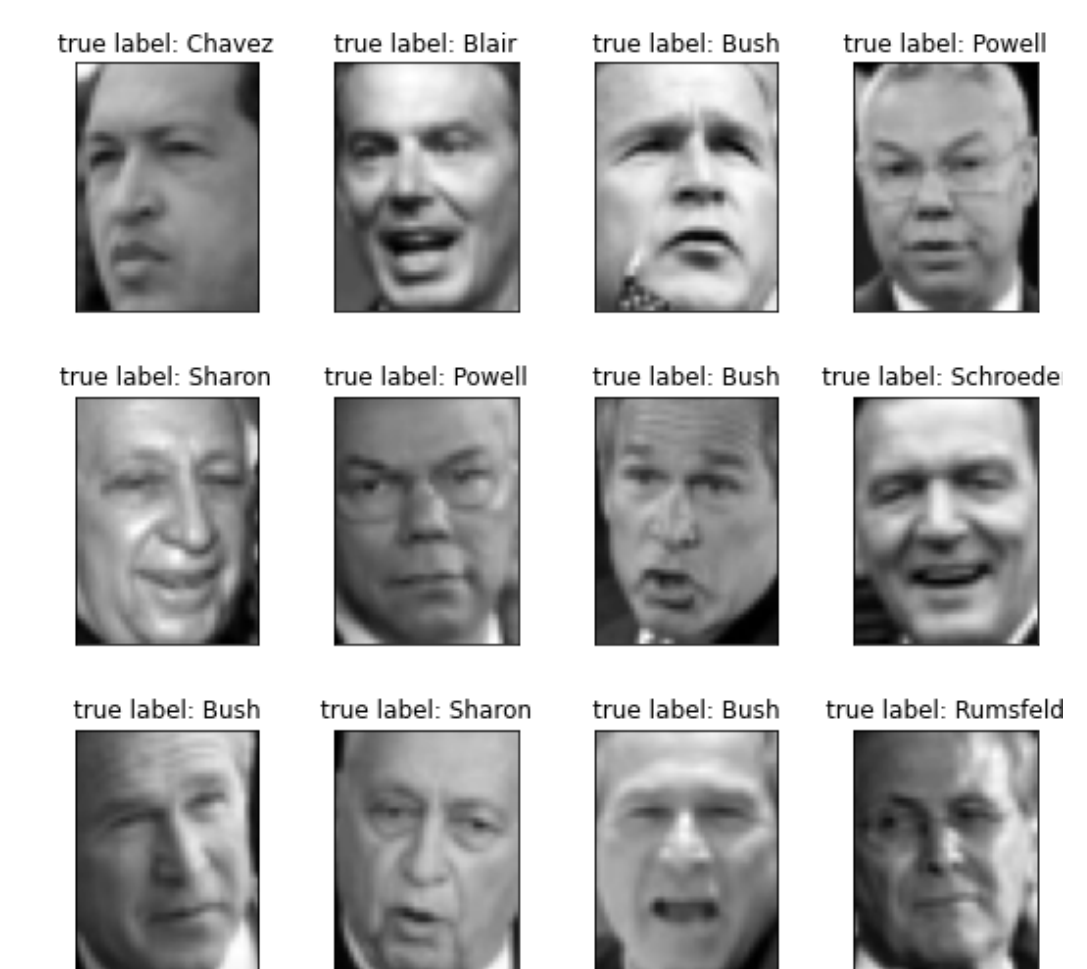 true label: Chavez true label: Blair true label: Bush true label: Powell
true label: Sharon true label: Powell true label: Bush true label: Schroede
true label: Bush true label: Sharon true label: Bush true label: Rumsfeld